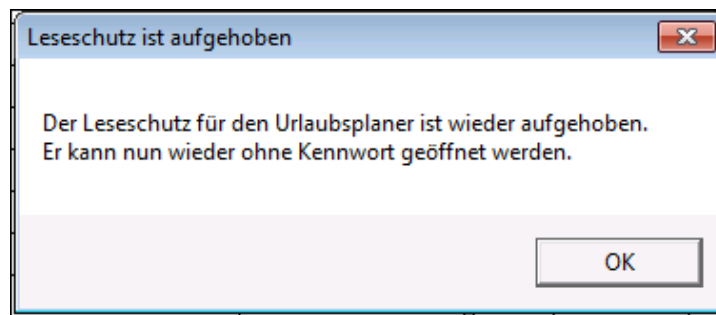 Leseschutz ist aufgehoben
Der Leseschutz für den Urlaubsplaner ist wieder aufgehoben.
Er kann nun wieder ohne Kennwort geöffnet werden.
OK